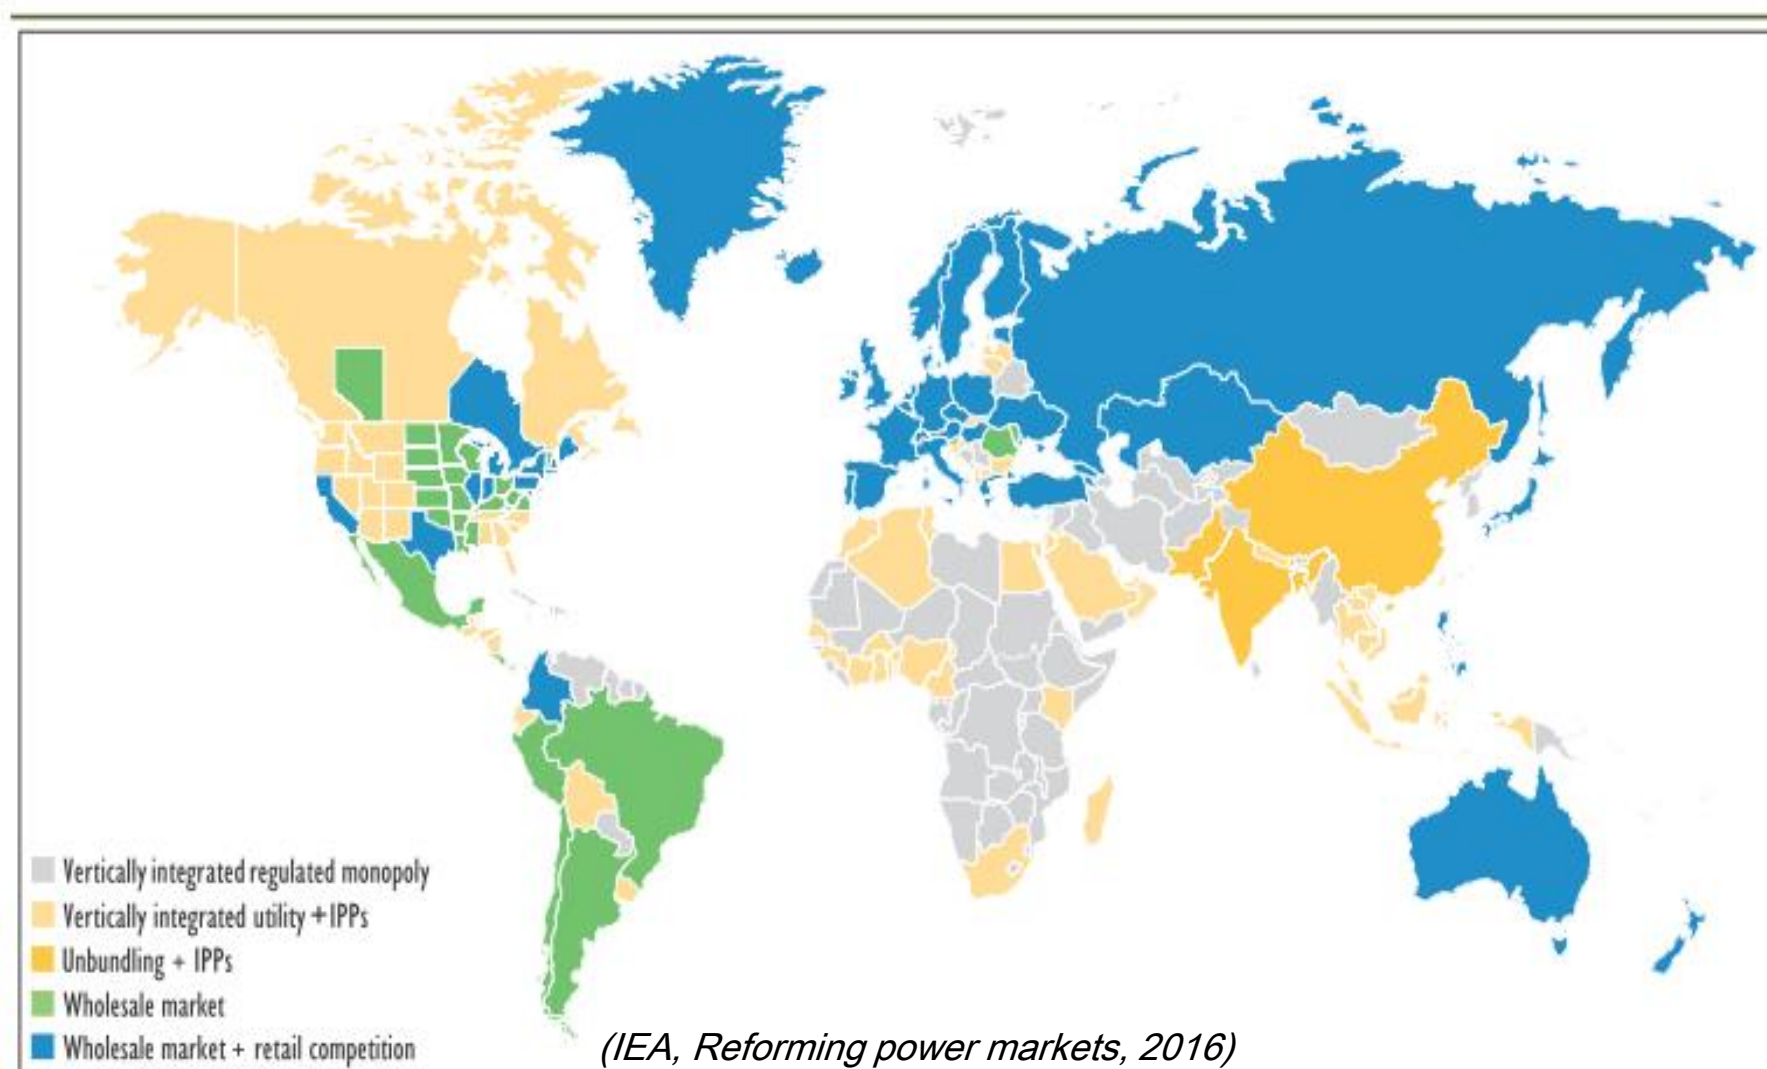 Vertically integrated regulated monopoly
Vertically integrated utility + IPPs
Unbundling + IPPs
Wholesale market
Wholesale market + retail competition
(IEA, Reforming power markets, 2016)